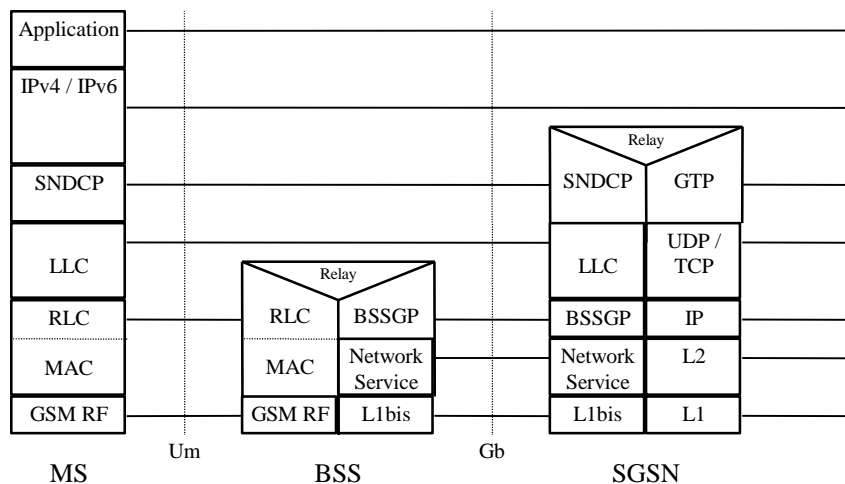 Application
IPv4 / IPv6
Relay
SNDCP
SNDCP
GTP
LLC
LLC
UDP /
TCP
Relay
RLC
RLC
BSSGP
BSSGP
IP
MAC
MAC
Network
Service
Network
Service
L2
GSM RF
GSM RF
L1bis
L1bis
L1
Um
Gb
MS
BSS
SGSN